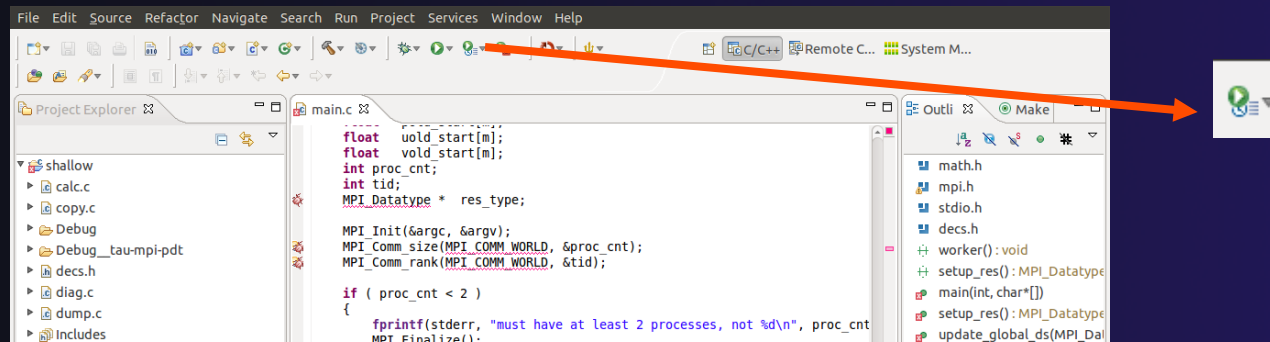 File Edit Source Refactor Navigate Search Run Project Services Window Help
C/C++ Remote C... System M...
Project Explorer
main.c
Outli Make
float uold_start[m];
float vold_start[m];
int proc_cnt;
int tid;
MPI_Datatype * res_type;
MPI_Init(&argc, &argv);
MPI_Comm_size(MPI_COMM_WORLD, &proc_cnt);
MPI_Comm_rank(MPI_COMM_WORLD, &tid);
if ( proc_cnt < 2 )
{
fprintf(stderr, "must have at least 2 processes, not %d\n", proc_cnt
MPI_Finalize();
shallow
calc.c
copy.c
Debug
Debug__tau-mpi-pdt
decs.h
diag.c
dump.c
Includes
math.h
mpi.h
stdio.h
decs.h
worker() : void
setup_res() : MPI_Datatype
main(int, char*[])
setup_res() : MPI_Datatype
update_global_ds(MPI_Dat